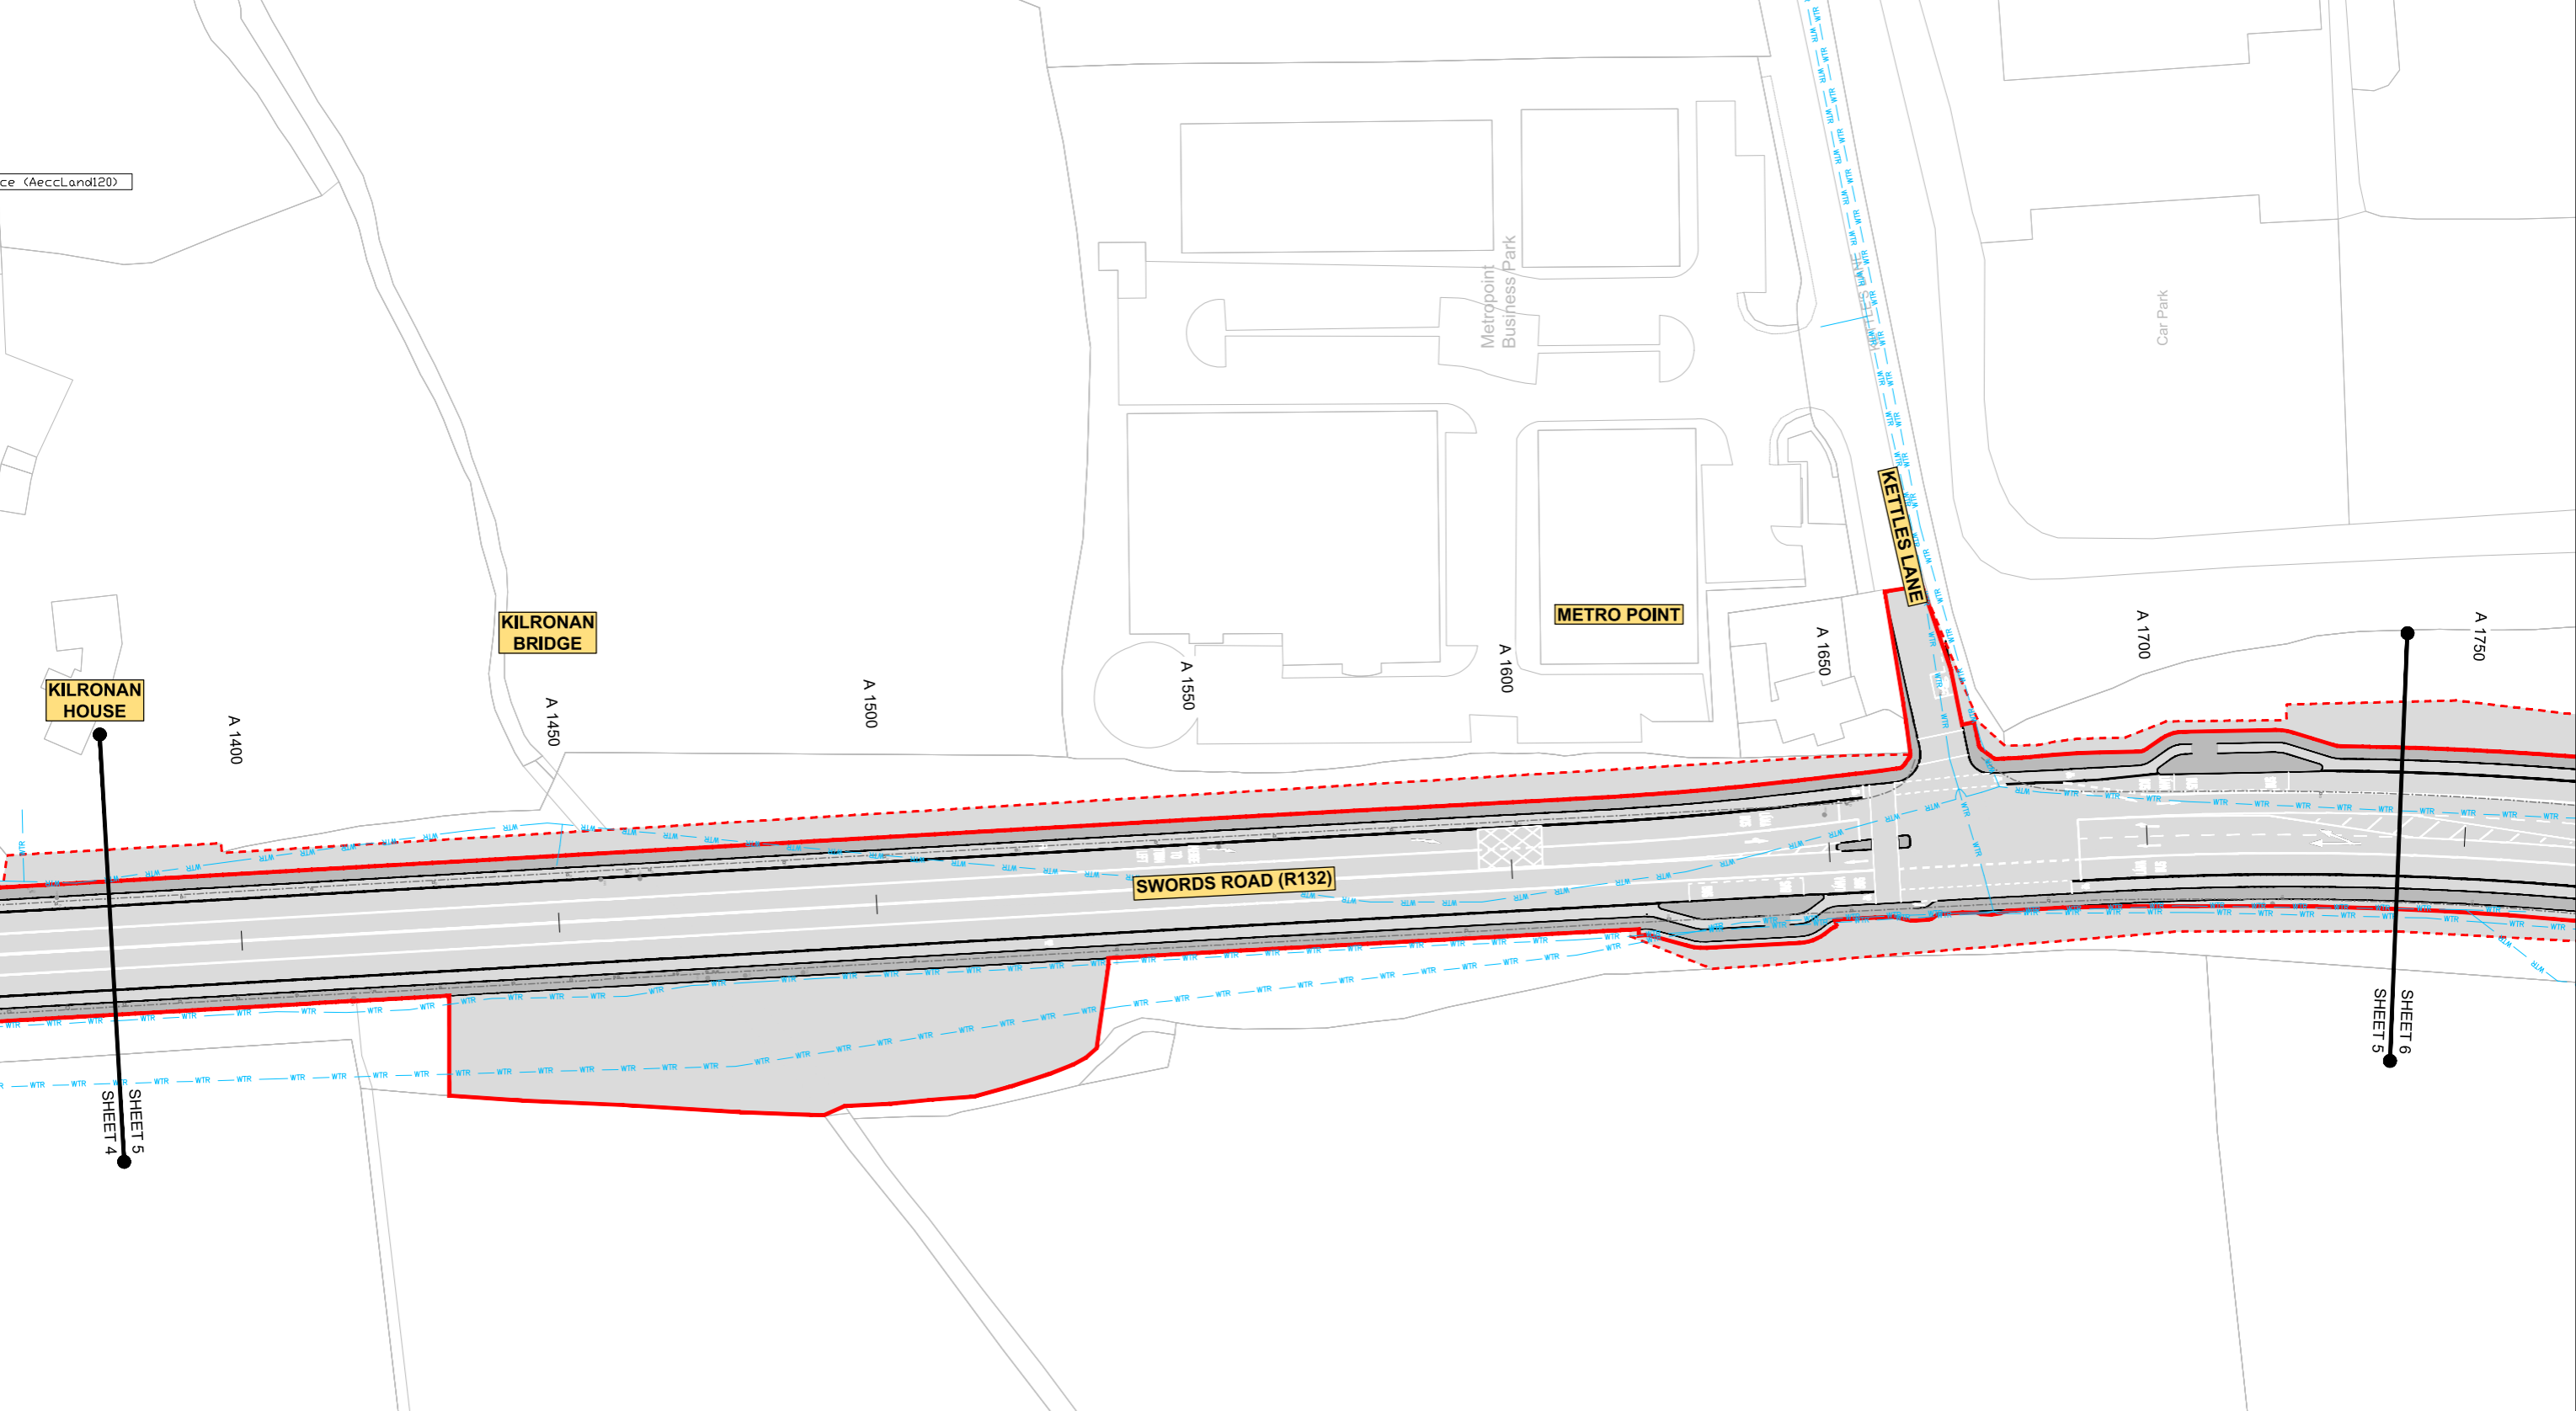 ce (AeccLand120)
Metropoint
Business Park
Car Park
KETTLES LANE
KILRONAN
BRIDGE
METRO POINT
KILRONAN
HOUSE
A 1400
A 1450
A 1500
A 1550
A 1600
A 1650
A 1700
A 1750
SWORDS ROAD (R132)
WTR
SHEET 5
SHEET 4
SHEET 6
SHEET 5